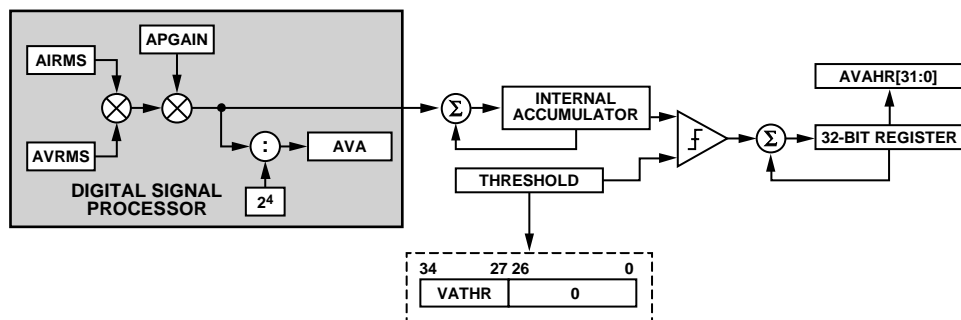 AIRMS
APGAIN
AVRMS
:
AVA
2⁴
DIGITAL SIGNAL
PROCESSOR
Σ
INTERNAL
ACCUMULATOR
THRESHOLD
Σ
AVAHR[31:0]
32-BIT REGISTER
34 27 26 0
VATHR 0